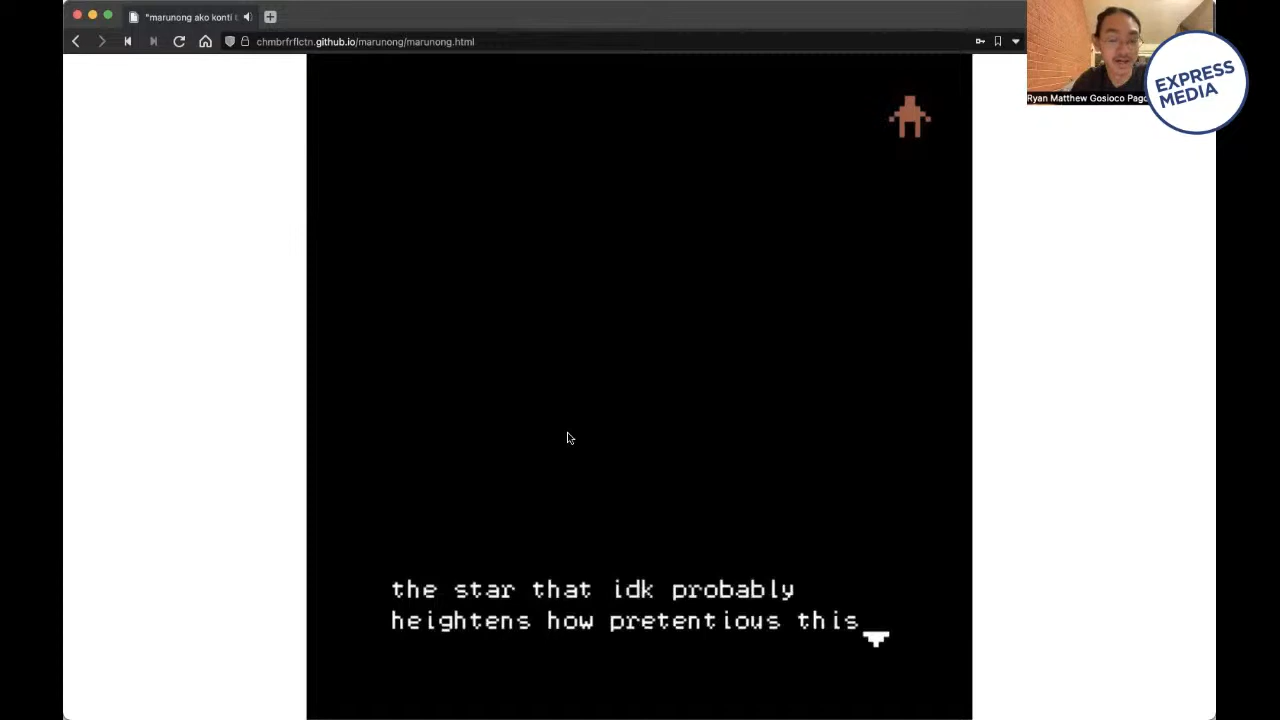 "marunong ako konti t
chmbrfrflctn.github.io/marunong/marunong.html
Ryan Matthew Gosioco Pag
EXPRESS
MEDIA
the star that idk probably
heightens how pretentious this